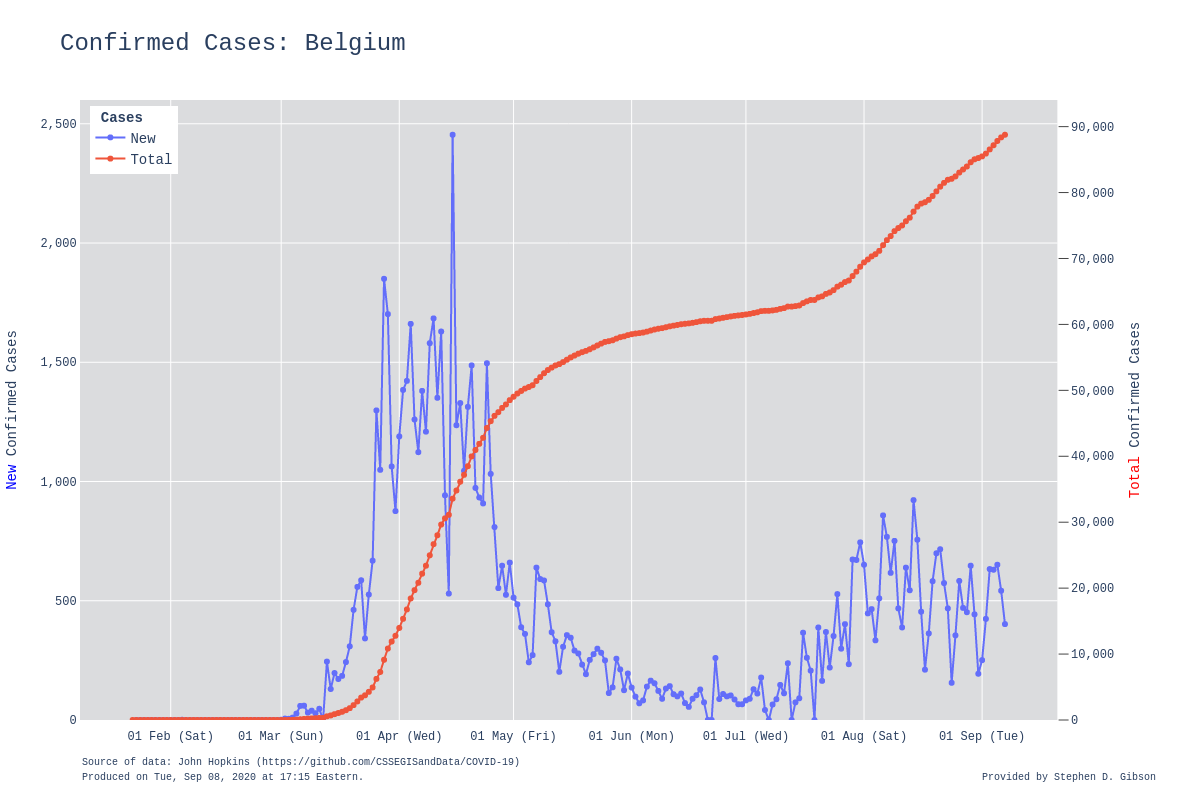 Confirmed Cases: Belgium
Cases
New
Total
2,500
2,000
1,500
1,000
500
0
90,000
80,000
70,000
60,000
50,000
40,000
30,000
20,000
10,000
0
New Confirmed Cases
Total Confirmed Cases
01 Feb (Sat) 01 Mar (Sun) 01 Apr (Wed) 01 May (Fri) 01 Jun (Mon) 01 Jul (Wed) 01 Aug (Sat) 01 Sep (Tue)
Source of data: John Hopkins (https://github.com/CSSEGISandData/COVID-19)
Produced on Tue, Sep 08, 2020 at 17:15 Eastern.
Provided by Stephen D. Gibson